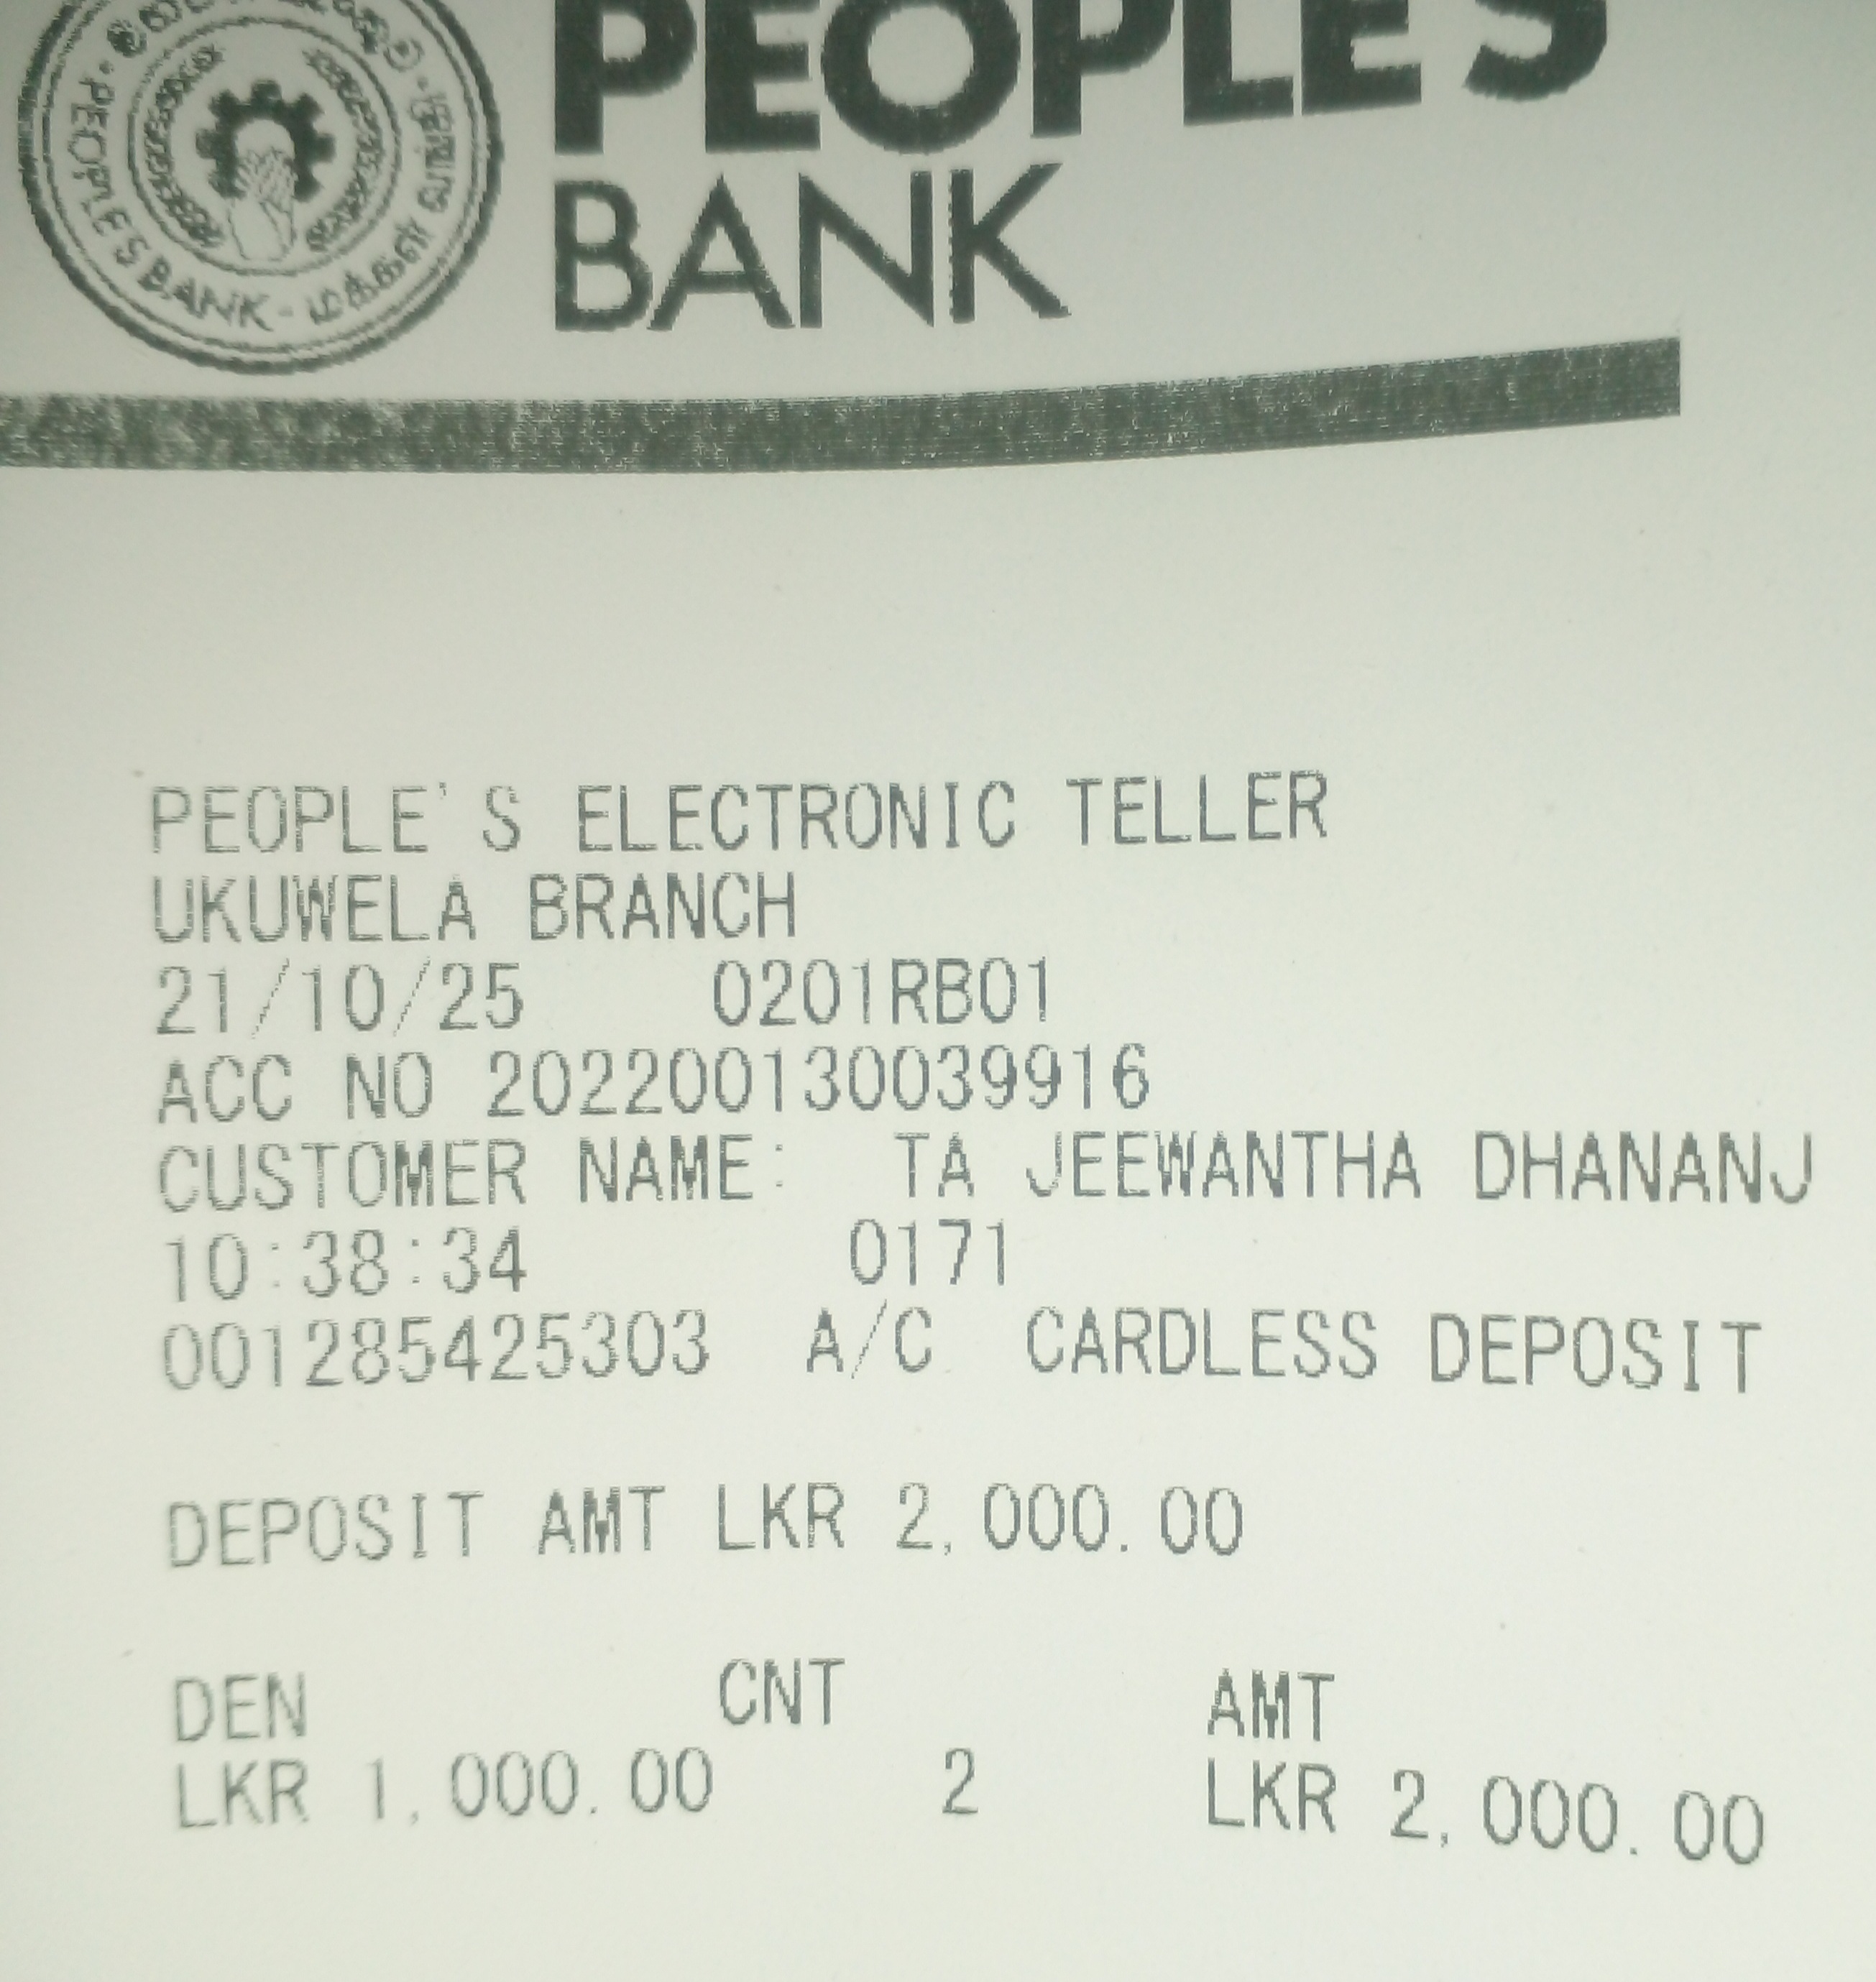 PEOPLE'S
BANK
PEOPLE'S BANK
PEOPLE'S ELECTRONIC TELLER
UKUWELA BRANCH
21/10/25 0201RB01
ACC NO 202200130039916
CUSTOMER NAME: TA JEEWANTHA DHANANJ
10:38:34 0171
001285425303 A/C CARDLESS DEPOSIT
DEPOSIT AMT LKR 2,000.00
DEN CNT AMT
LKR 1,000.00 2 LKR 2,000.00